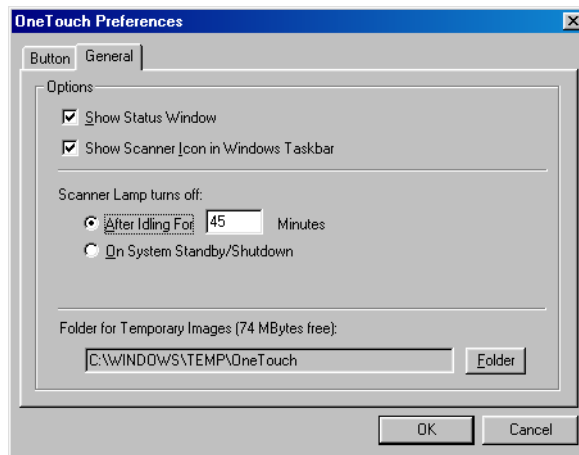 OneTouch Preferences
Button General
Options
Show Status Window
Show Scanner Icon in Windows Taskbar
Scanner Lamp turns off:
After Idling For 45 Minutes
On System Standby/Shutdown
Folder for Temporary Images (74 MBytes free):
C:\WINDOWS\TEMP\OneTouch Folder
OK Cancel